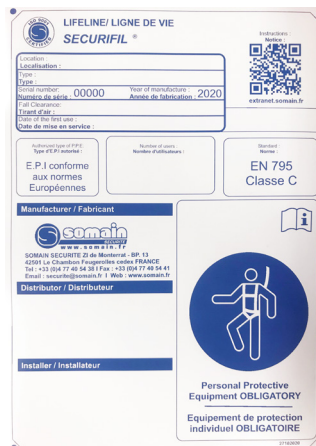 ISO 9001
CERTIFIED
LIFELINE/ LIGNE DE VIE
SECURIFIL ®
Instructions :
Notice :
extranet.somain.fr
Location :
Localisation :
Type :
Type :
Serial number:
Numéro de série : 00000
Year of manufacture :
Année de fabrication : 2020
Fall Clearance:
Tirant d'air :
Date of the first use :
Date de mise en service :
Authorized type of P.P.E:
Type d'E.P.I autorisé :
E.P.I conforme
aux normes
Européennes
Number of users :
Nombre d'utilisateurs :
Standard :
Norme :
EN 795
Classe C
Manufacturer / Fabricant
somain
SECURITE
www.somain.fr
SOMAIN SECURITE ZI de Monterrat - BP. 13
42501 Le Chambon Feugerolles cedex FRANCE
Tel : +33 (0)4 77 40 54 38 I Fax : +33 (0)4 77 40 54 41
Email : securite@somain.fr I Web : www.somain.fr
Distributor / Distributeur
Installer / Installateur
i
Personal Protective
Equipment OBLIGATORY
Equipement de protection
individuel OBLIGATOIRE